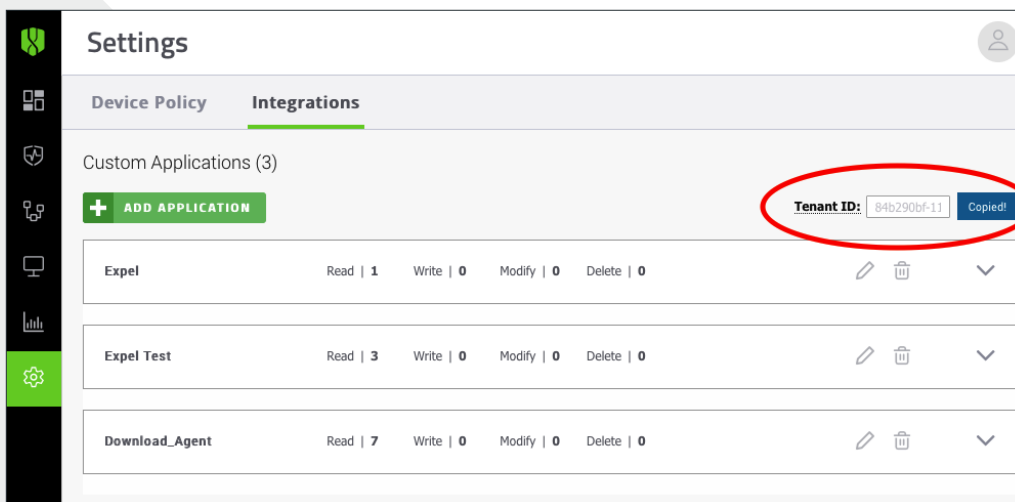 Settings
Device Policy Integrations
Custom Applications (3)
ADD APPLICATION Tenant ID: 84b290bf-11 Copied!
Expel Read | 1 Write | 0 Modify | 0 Delete | 0
Expel Test Read | 3 Write | 0 Modify | 0 Delete | 0
Download_Agent Read | 7 Write | 0 Modify | 0 Delete | 0